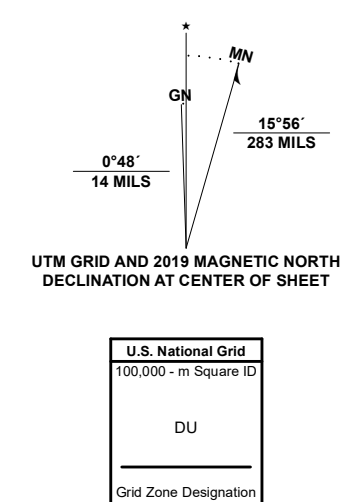 MN
GN
15°56´
283 MILS
0°48´
14 MILS
UTM GRID AND 2019 MAGNETIC NORTH
DECLINATION AT CENTER OF SHEET
U.S. National Grid
100,000 - m Square ID
DU
Grid Zone Designation